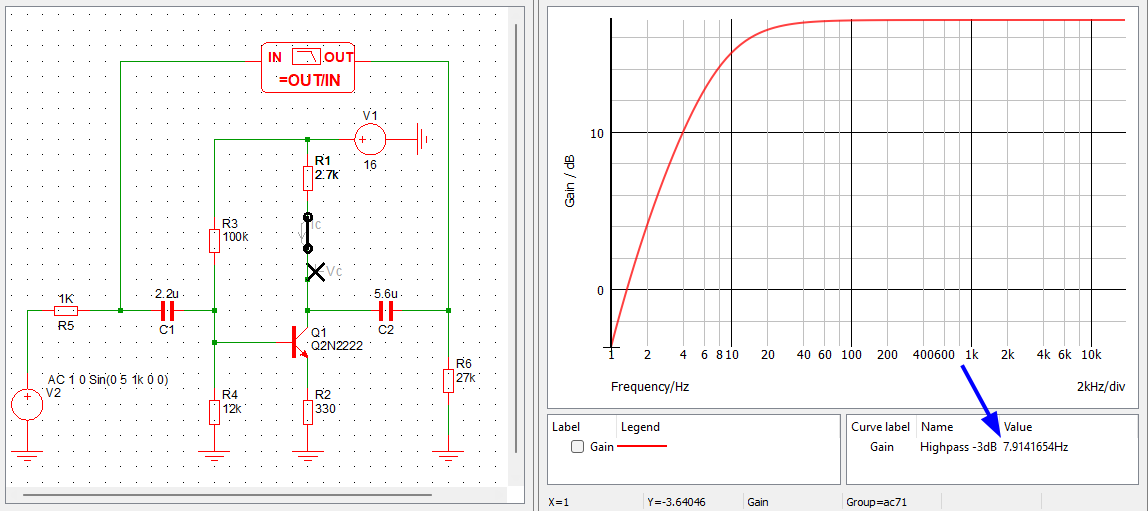 IN OUT
=OUT/IN
V1
16
R1
2.7k
Ic
V
-Vc
R3
100k
2.2u
C1
1K
R5
5.6u
C2
Q1
Q2N2222
AC 1 0 Sin(0 5 1k 0 0)
V2
R4
12k
R2
330
R6
27k
Gain / dB
10
0
1 2 4 6 8 10 20 40 60 100 200 400 600 1k 2k 4k 6k 10k
Frequency/Hz 2kHz/div
Label Legend
Gain
Curve label Name Value
Gain Highpass -3dB 7.9141654Hz
X=1 Y=-3.64046 Gain Group=ac71